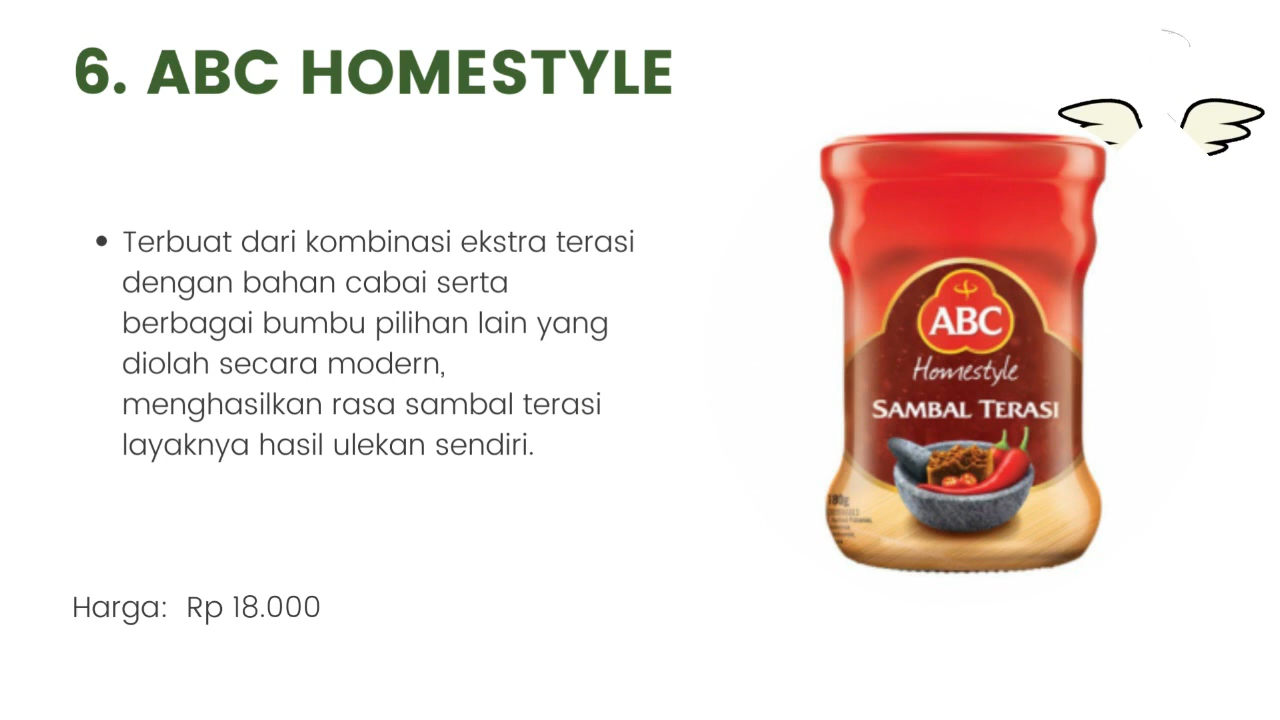 6. ABC HOMESTYLE
Terbuat dari kombinasi ekstra terasi
dengan bahan cabai serta
berbagai bumbu pilihan lain yang
diolah secara modern,
menghasilkan rasa sambal terasi
layaknya hasil ulekan sendiri.
Harga: Rp 18.000
ABC
Homestyle
SAMBAL TERASI
180g